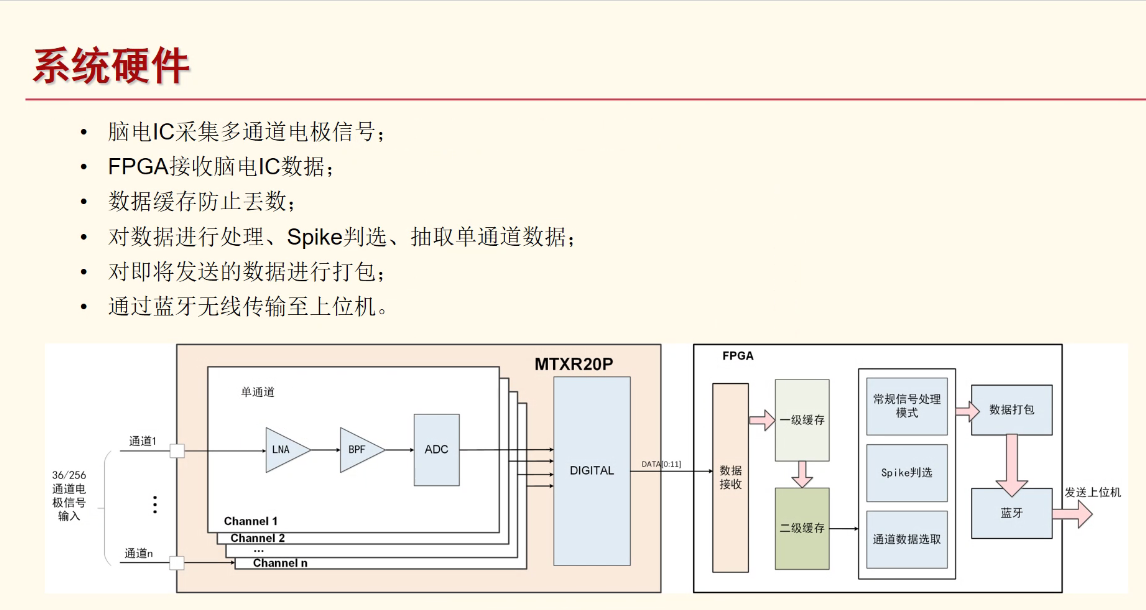 系统硬件
• 脑电IC采集多通道电极信号；
• FPGA接收脑电IC数据；
• 数据缓存防止丢数；
• 对数据进行处理、Spike判选、抽取单通道数据；
• 对即将发送的数据进行打包；
• 通过蓝牙无线传输至上位机。
MTXR20P
FPGA
单通道
通道1
LNA
BPF
ADC
DIGITAL
DATA[0:11]
36/256
通道电
极信号
输入
⋮
通道n
Channel 1
Channel 2
...
Channel n
数据
接收
一级缓存
二级缓存
常规信号处理
模式
Spike判选
通道数据选取
数据打包
蓝牙
发送上位机